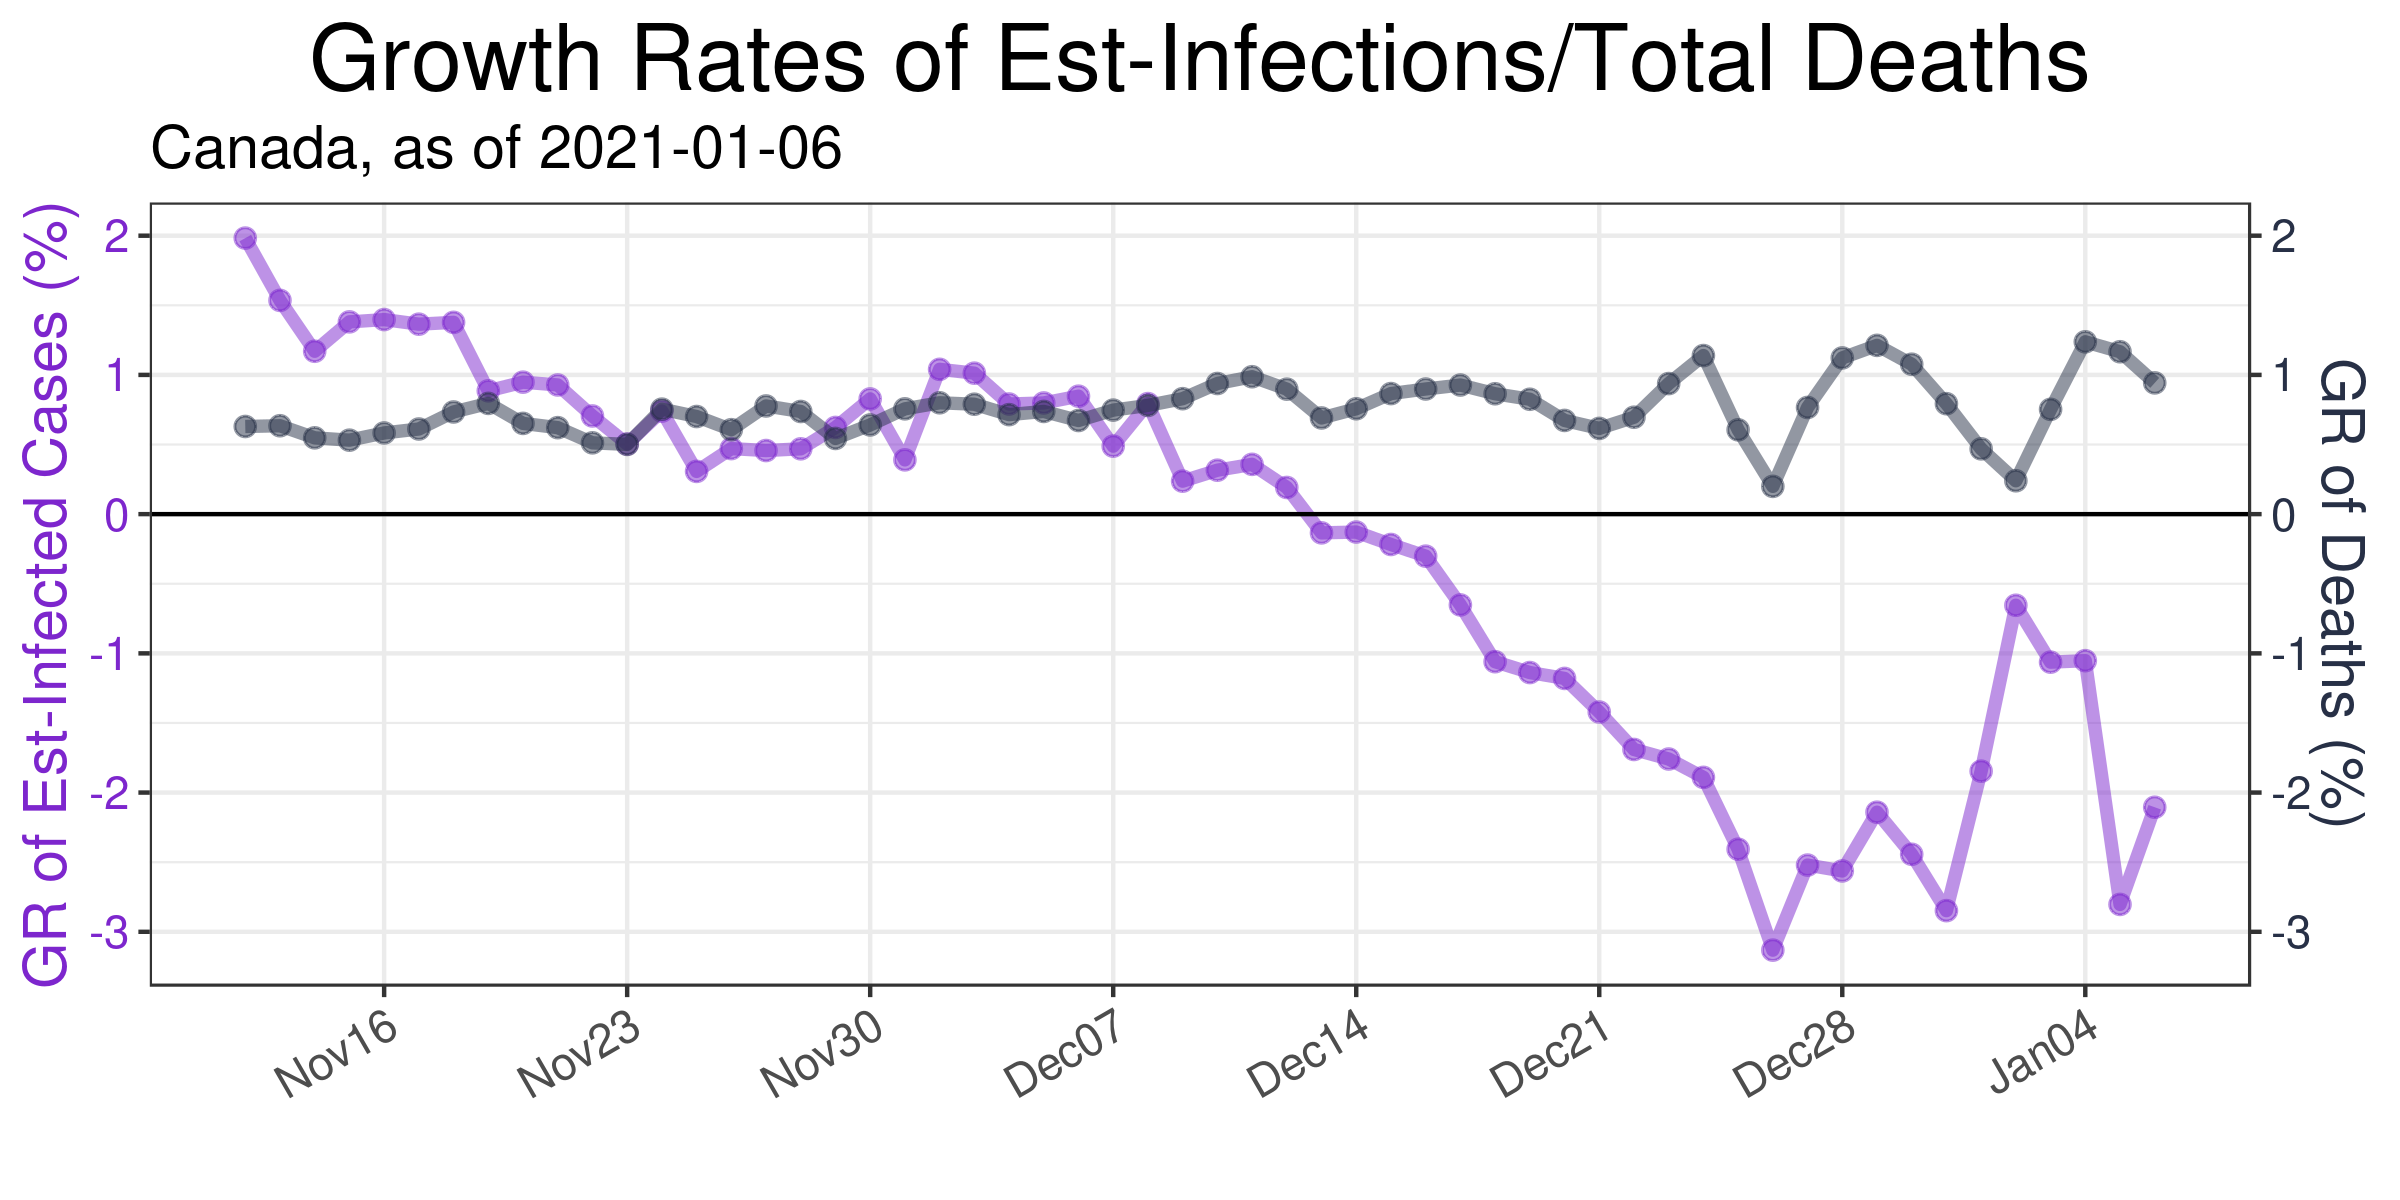 Growth Rates of Est-Infections/Total Deaths
Canada, as of 2021-01-06
GR of Est-Infected Cases (%)
2
1
0
-1
-2
-3
2
1
0
-1
-2
-3
GR of Deaths (%)
Nov16
Nov23
Nov30
Dec07
Dec14
Dec21
Dec28
Jan04